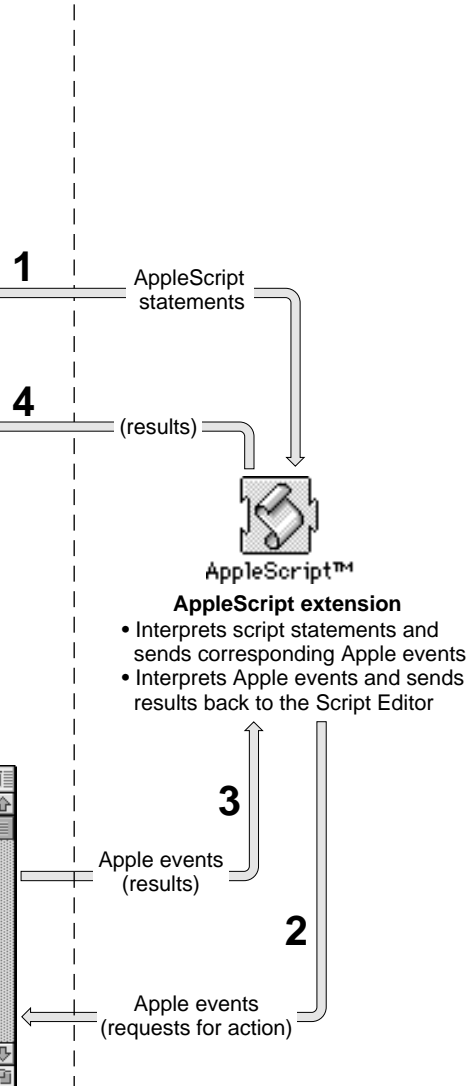 1
AppleScript
statements
4
(results)
AppleScript™
AppleScript extension
• Interprets script statements and
sends corresponding Apple events
• Interprets Apple events and sends
results back to the Script Editor
3
Apple events
(results)
2
Apple events
(requests for action)